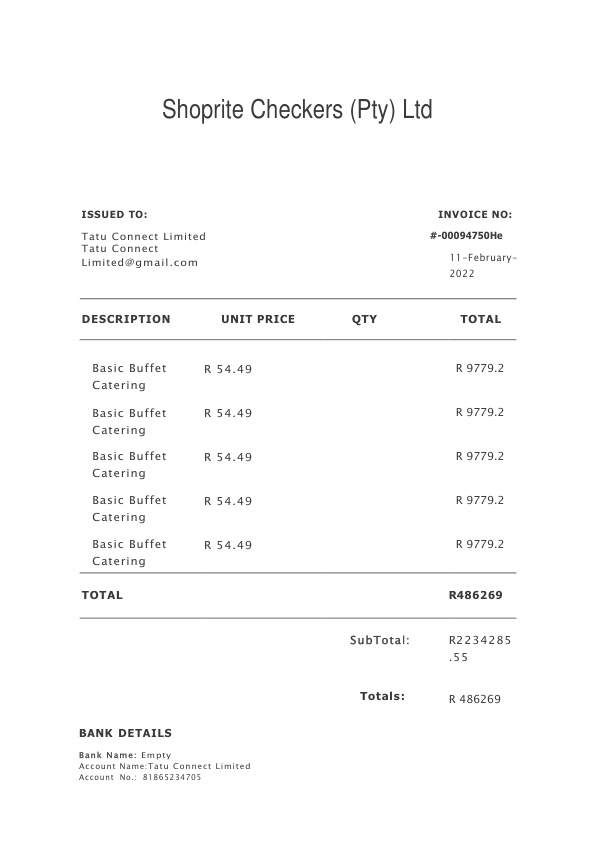 Shoprite Checkers (Pty) Ltd
ISSUED TO:
INVOICE NO:
Tatu Connect Limited
Tatu Connect
Limited@gmail.com
#-00094750He
11-February-
2022
DESCRIPTION UNIT PRICE QTY TOTAL
Basic Buffet
Catering
R 54.49
R 9779.2
Basic Buffet
Catering
R 54.49
R 9779.2
Basic Buffet
Catering
R 54.49
R 9779.2
Basic Buffet
Catering
R 54.49
R 9779.2
Basic Buffet
Catering
R 54.49
R 9779.2
TOTAL R486269
SubTotal: R2234285
.55
Totals: R 486269
BANK DETAILS
Bank Name: Empty
Account Name:Tatu Connect Limited
Account No.: 81865234705